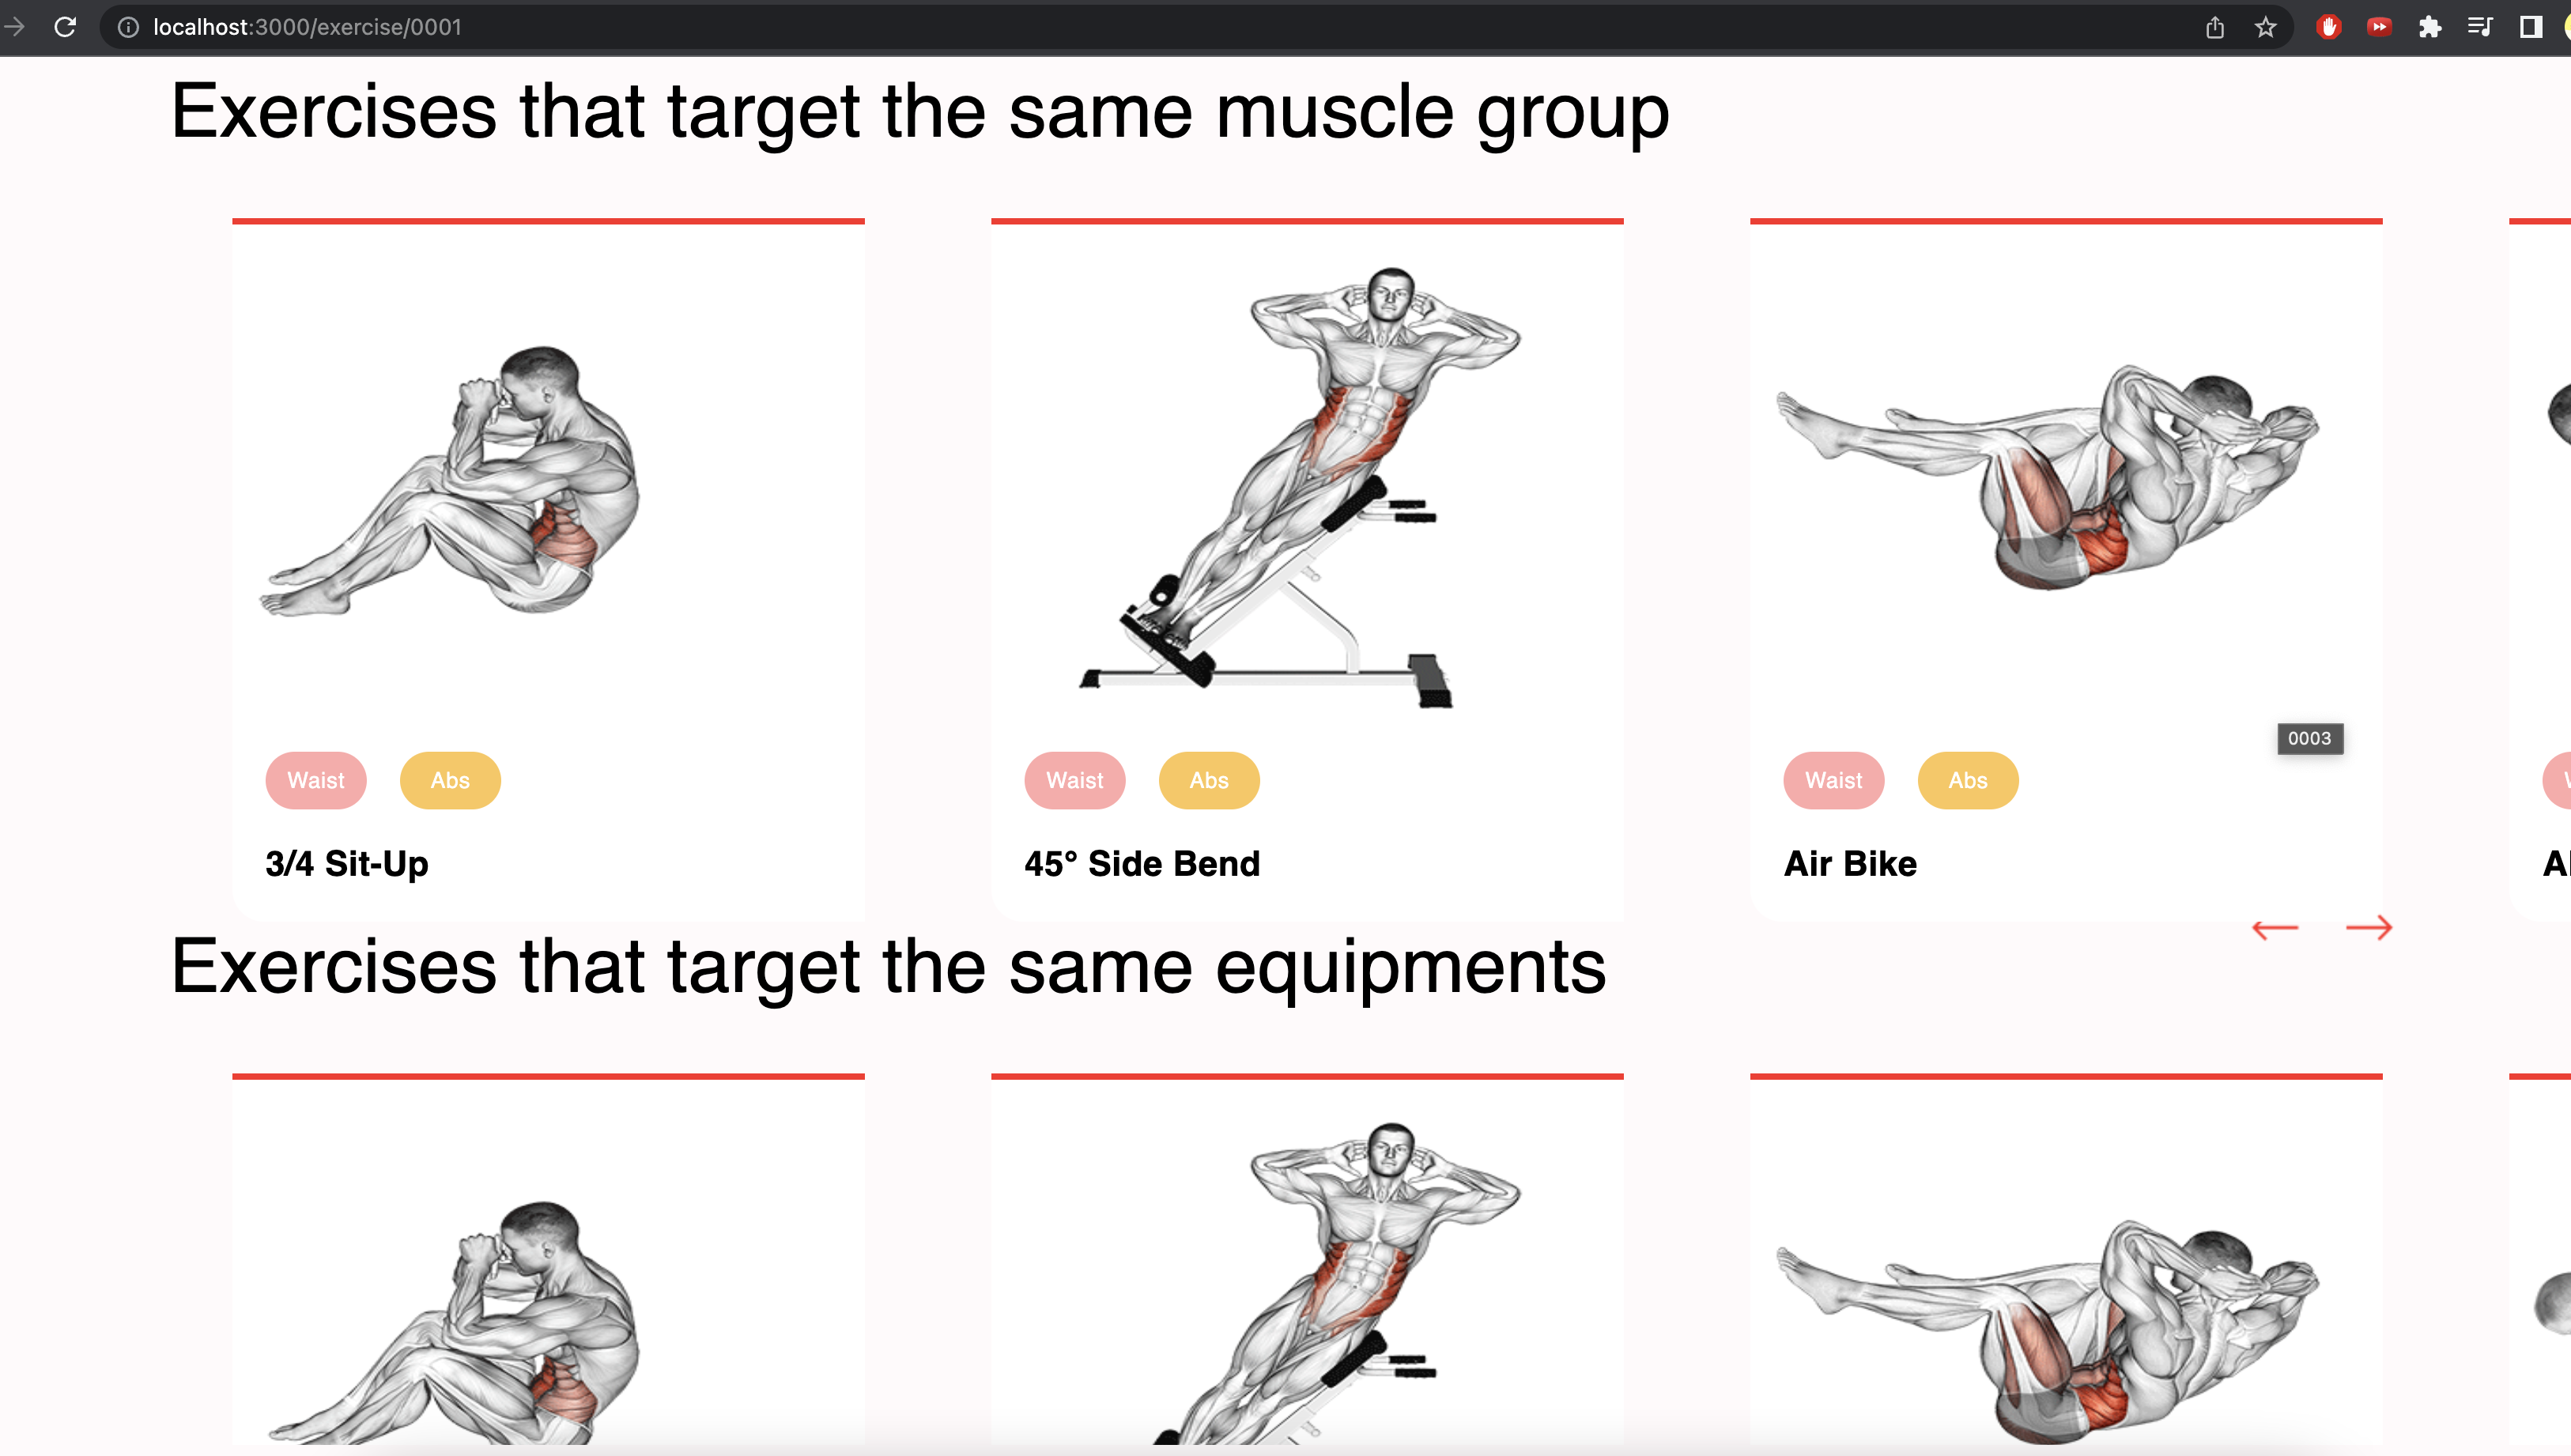 localhost:3000/exercise/0001
Exercises that target the same muscle group
0003
Waist Abs
Waist Abs
Waist Abs
3/4 Sit-Up
45° Side Bend
Air Bike
Exercises that target the same equipments